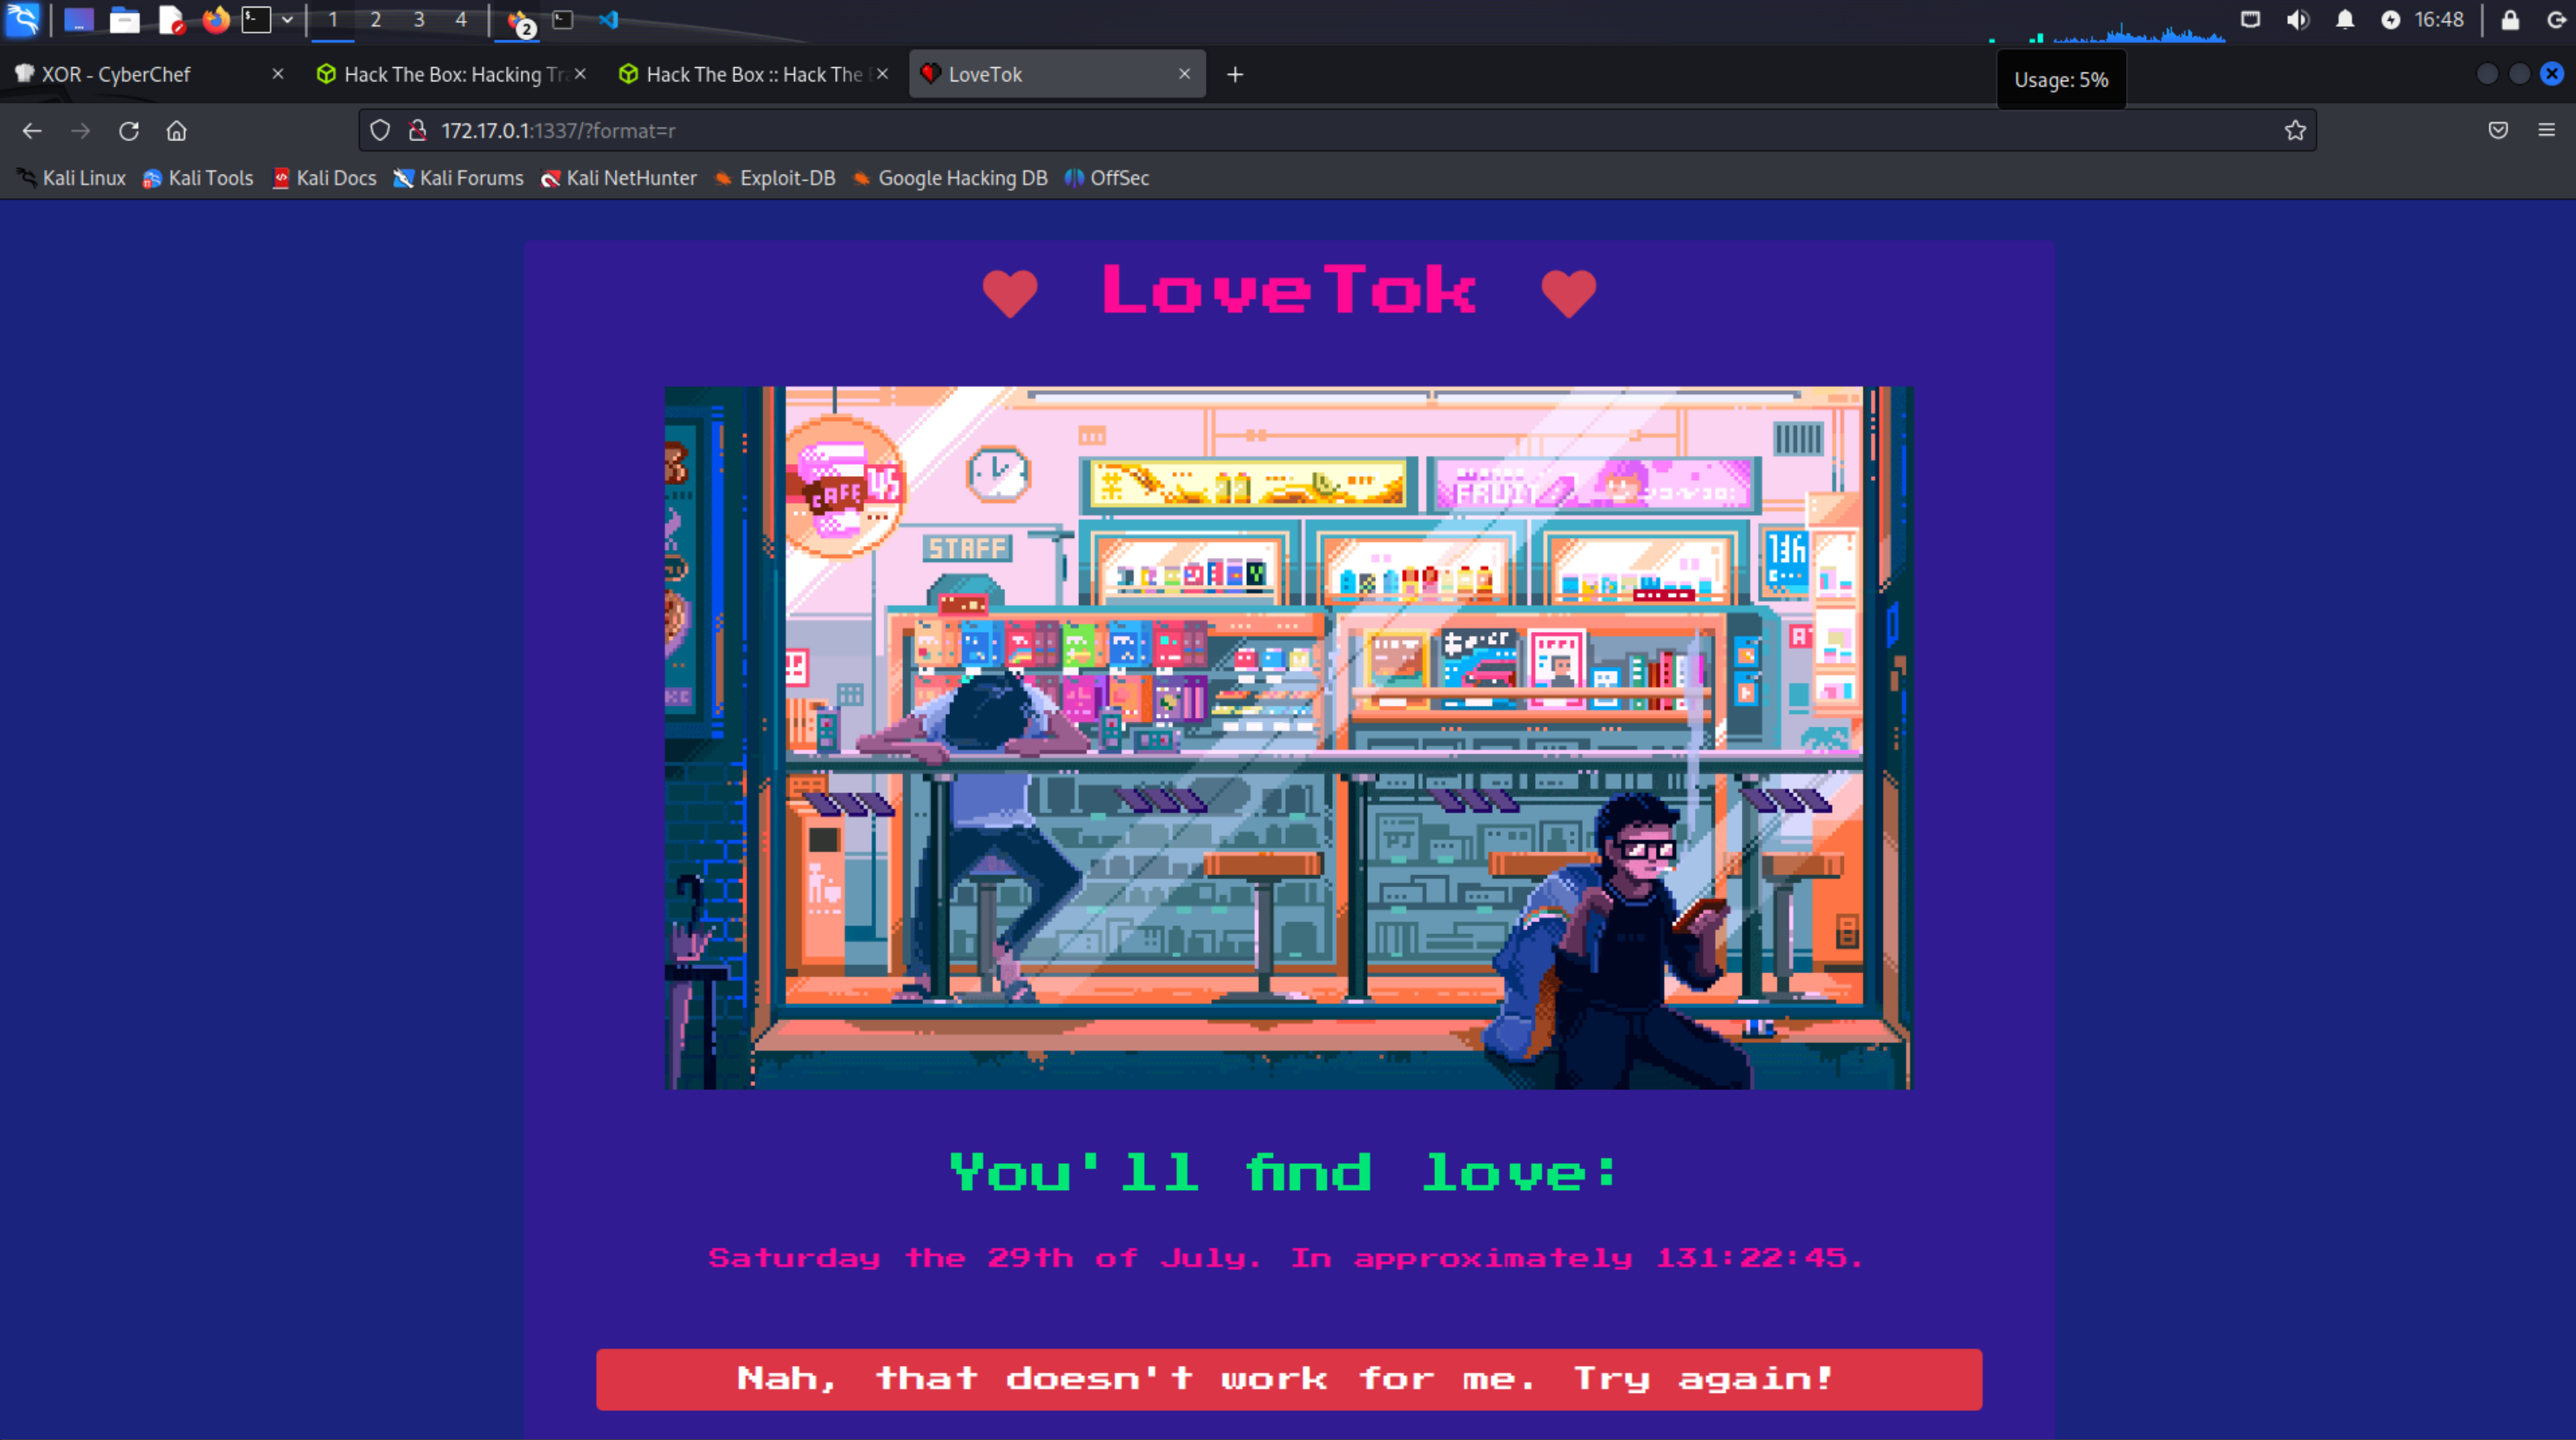 1 2 3 4 2 16:48
XOR - CyberChef Hack The Box: Hacking Tra Hack The Box :: Hack The LoveTok
Usage: 5%
172.17.0.1:1337/?format=r
Kali Linux Kali Tools Kali Docs Kali Forums Kali NetHunter Exploit-DB Google Hacking DB OffSec
LoveTok
CAFE 45
FRUIT
STAFF
You'll find love:
Saturday the 29th of July. In approximately 131:22:45.
Nah, that doesn't work for me. Try again!